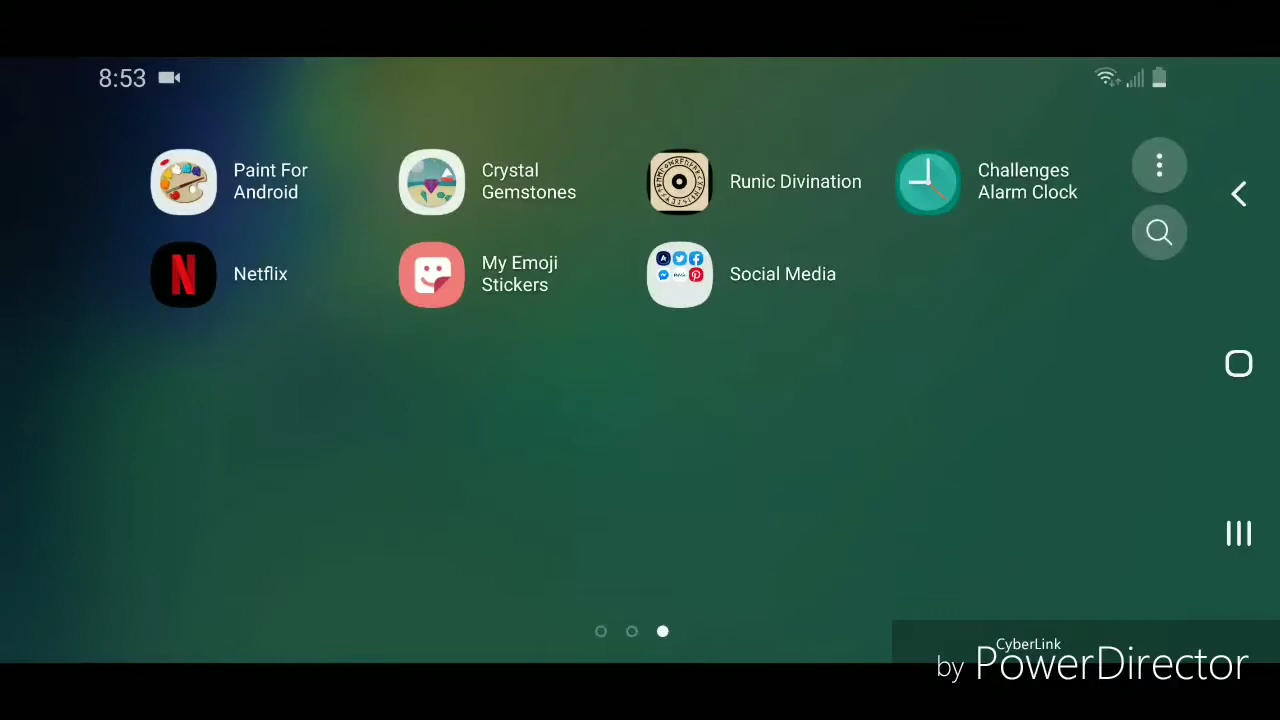 8:53
Paint For
Android
Crystal
Gemstones
Runic Divination
Challenges
Alarm Clock
N
Netflix
My Emoji
Stickers
Social Media
CyberLink
by PowerDirector